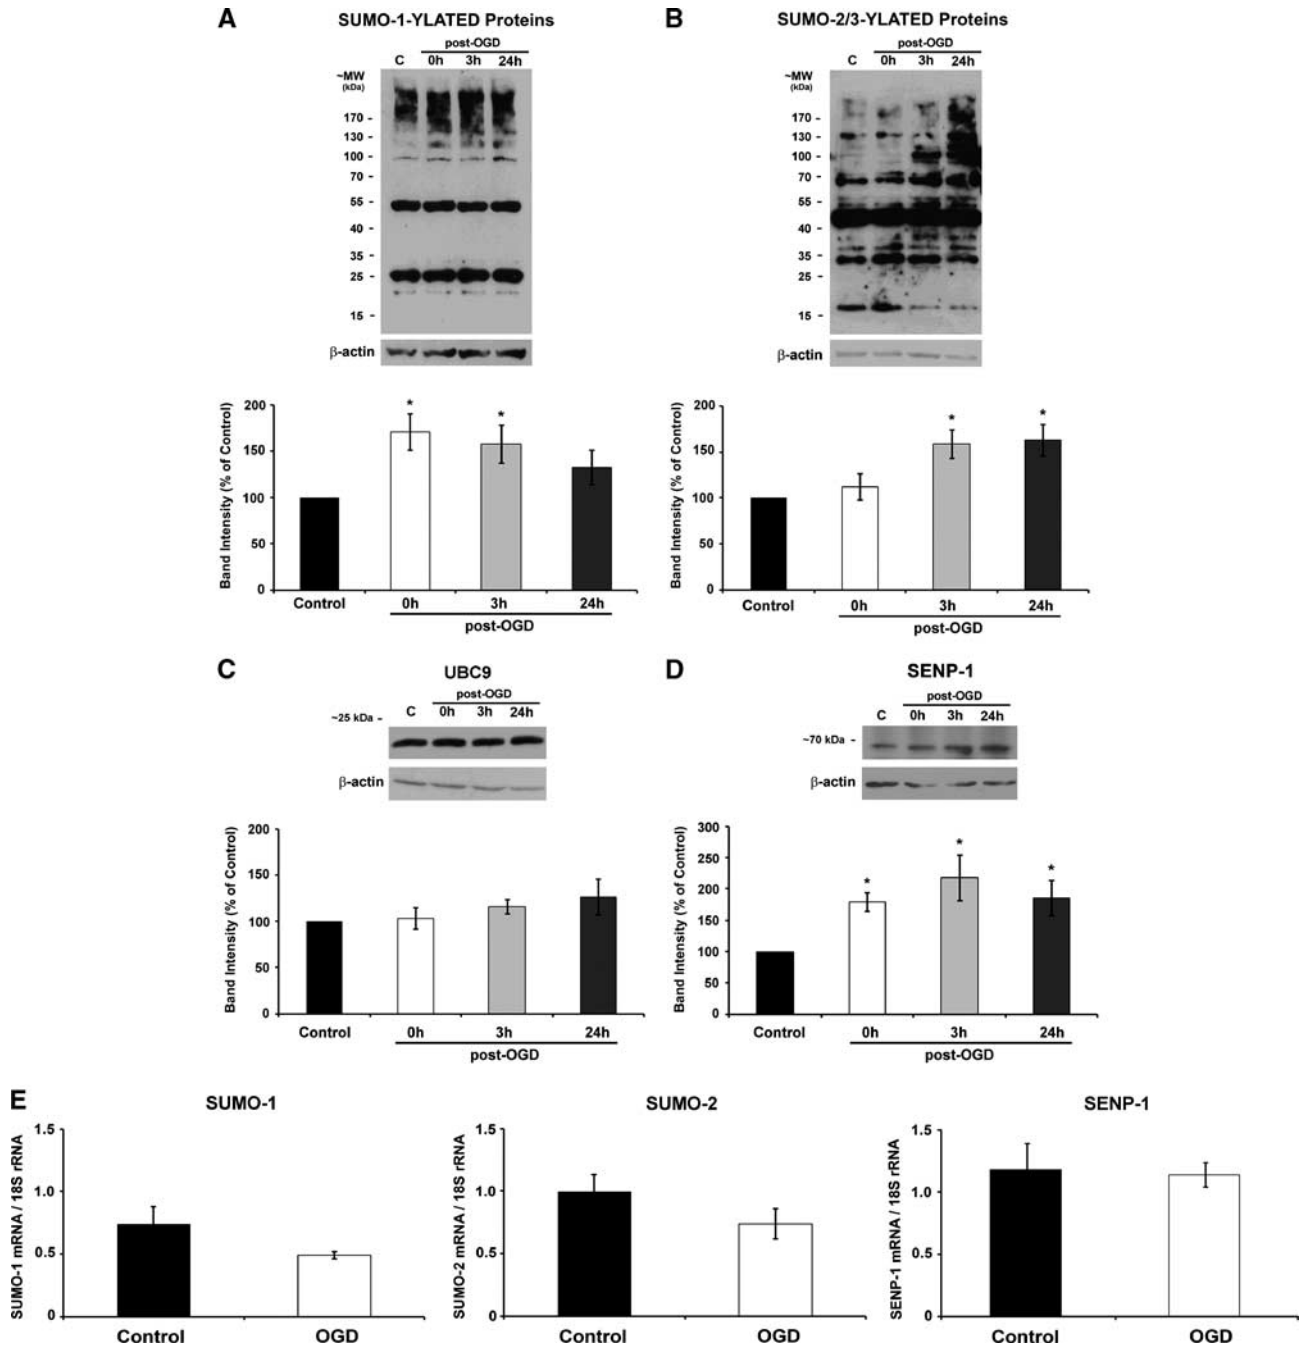 A
SUMO-1-YLATED Proteins
post-OGD
C 0h 3h 24h
~MW
(kDa)
170 -
130 -
100 -
70 -
55 -
40 -
35 -
25 -
15 -
β-actin
Band Intensity (% of Control)
200
150
100
50
0
Control 0h 3h 24h
post-OGD
*
*
B
SUMO-2/3-YLATED Proteins
post-OGD
C 0h 3h 24h
~MW
(kDa)
170 -
130 -
100 -
70 -
55 -
40 -
35 -
25 -
15 -
β-actin
Band Intensity (% of Control)
200
150
100
50
0
Control 0h 3h 24h
post-OGD
*
*
C
UBC9
post-OGD
C 0h 3h 24h
~25 kDa -
β-actin
Band Intensity (% of Control)
200
150
100
50
0
Control 0h 3h 24h
post-OGD
D
SENP-1
post-OGD
C 0h 3h 24h
~70 kDa -
β-actin
Band Intensity (% of Control)
300
250
200
150
100
50
0
Control 0h 3h 24h
post-OGD
*
*
*
E
SUMO-1
SUMO-1 mRNA / 18S rRNA
1.5
1.0
0.5
0
Control OGD
SUMO-2
SUMO-2 mRNA / 18S rRNA
1.5
1.0
0.5
0
Control OGD
SENP-1
SENP-1 mRNA / 18S rRNA
1.5
1.0
0.5
0
Control OGD